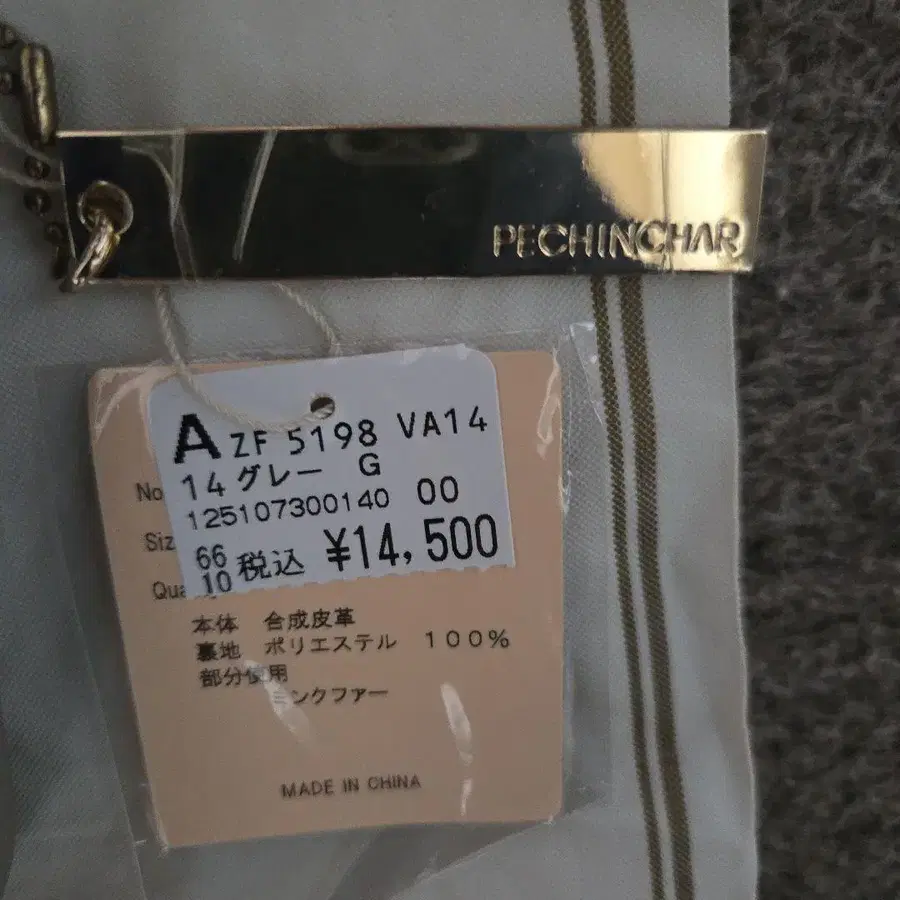 PECHINCHAR
A ZF 5198 VA14
14グレー G
No
125107300140 00
Siz
66
10 税込 ¥14,500
Qua
本体 合成皮革
裏地 ポリエステル 100%
部分使用
ミンクファー
MADE IN CHINA